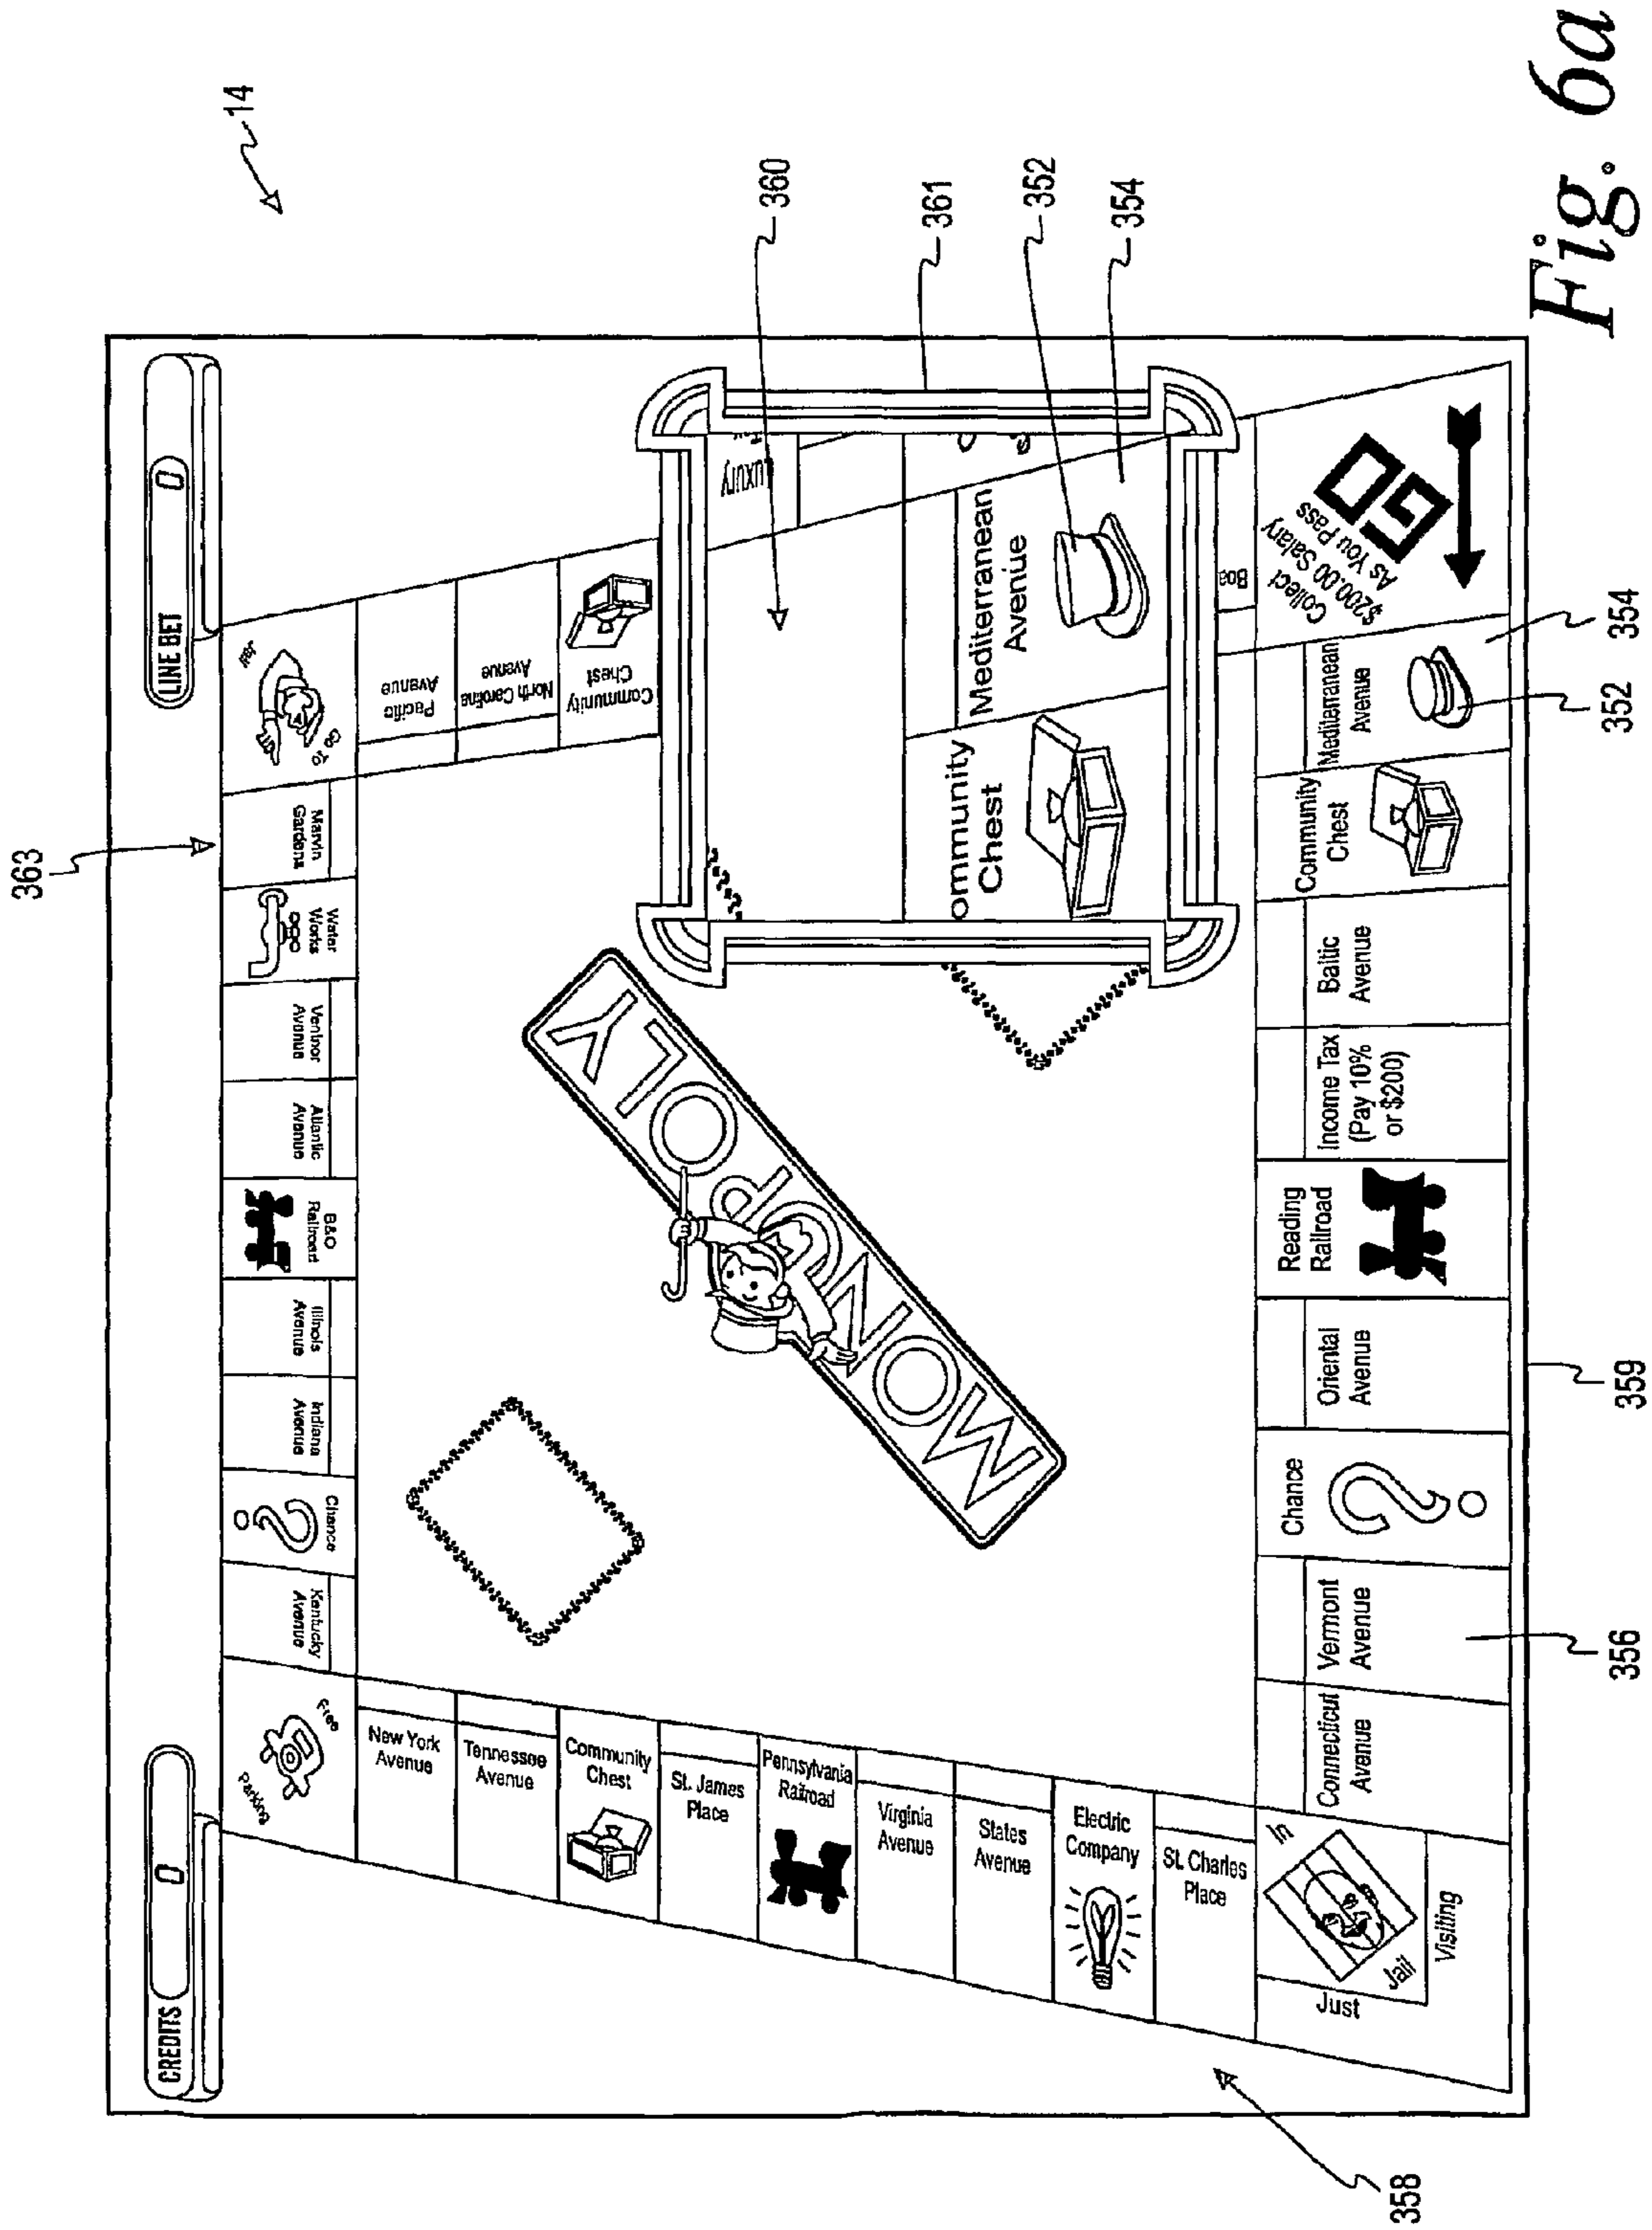 14
363
CREDITS 0
LINE BET 0
Parking
Free
Kentucky
Avenue
Chance
Indiana
Avenue
Illinois
Avenue
B&O
Railroad
Atlantic
Avenue
Ventnor
Avenue
Water
Works
Marvin
Gardens
GO
TO
Jail
New York
Avenue
Tennessee
Avenue
Community
Chest
St. James
Place
Pennsylvania
Railroad
Virginia
Avenue
States
Avenue
Electric
Company
St. Charles
Place
MONOPOLY
Pacific
Avenue
North Carolina
Avenue
Community
Chest
uxury
Tax
ommunity
Chest
Mediterranean
Avenue
360
361
352
354
Boa
In
Jail
Just
Visiting
Connecticut
Avenue
Vermont
Avenue
Chance
Oriental
Avenue
Reading
Railroad
Income Tax
(Pay 10%
or $200)
Baltic
Avenue
Community
Chest
Mediterranean
Avenue
Collect
$200.00 Salary
As You Pass
GO
358
356
359
352
354
Fig. 6a